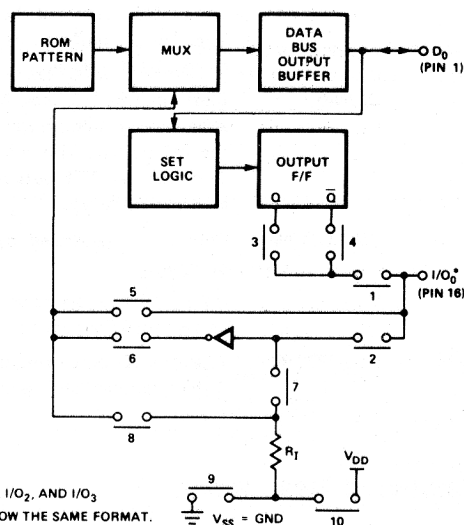 ROM
PATTERN
MUX
DATA
BUS
OUTPUT
BUFFER
D0
(PIN 1)
SET
LOGIC
OUTPUT
F/F
Q
Q̅
3
4
1
I/O0*
(PIN 16)
5
6
2
7
8
RI
VDD
9
10
VSS = GND
I/O2, AND I/O3
OW THE SAME FORMAT.